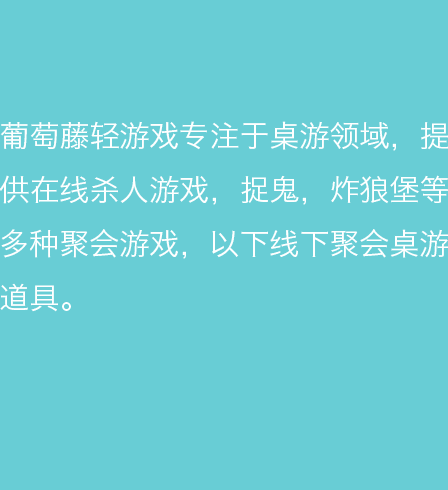 葡萄藤轻游戏专注于桌游领域，提
供在线杀人游戏，捉鬼，炸狼堡等
多种聚会游戏，以下线下聚会桌游
道具。